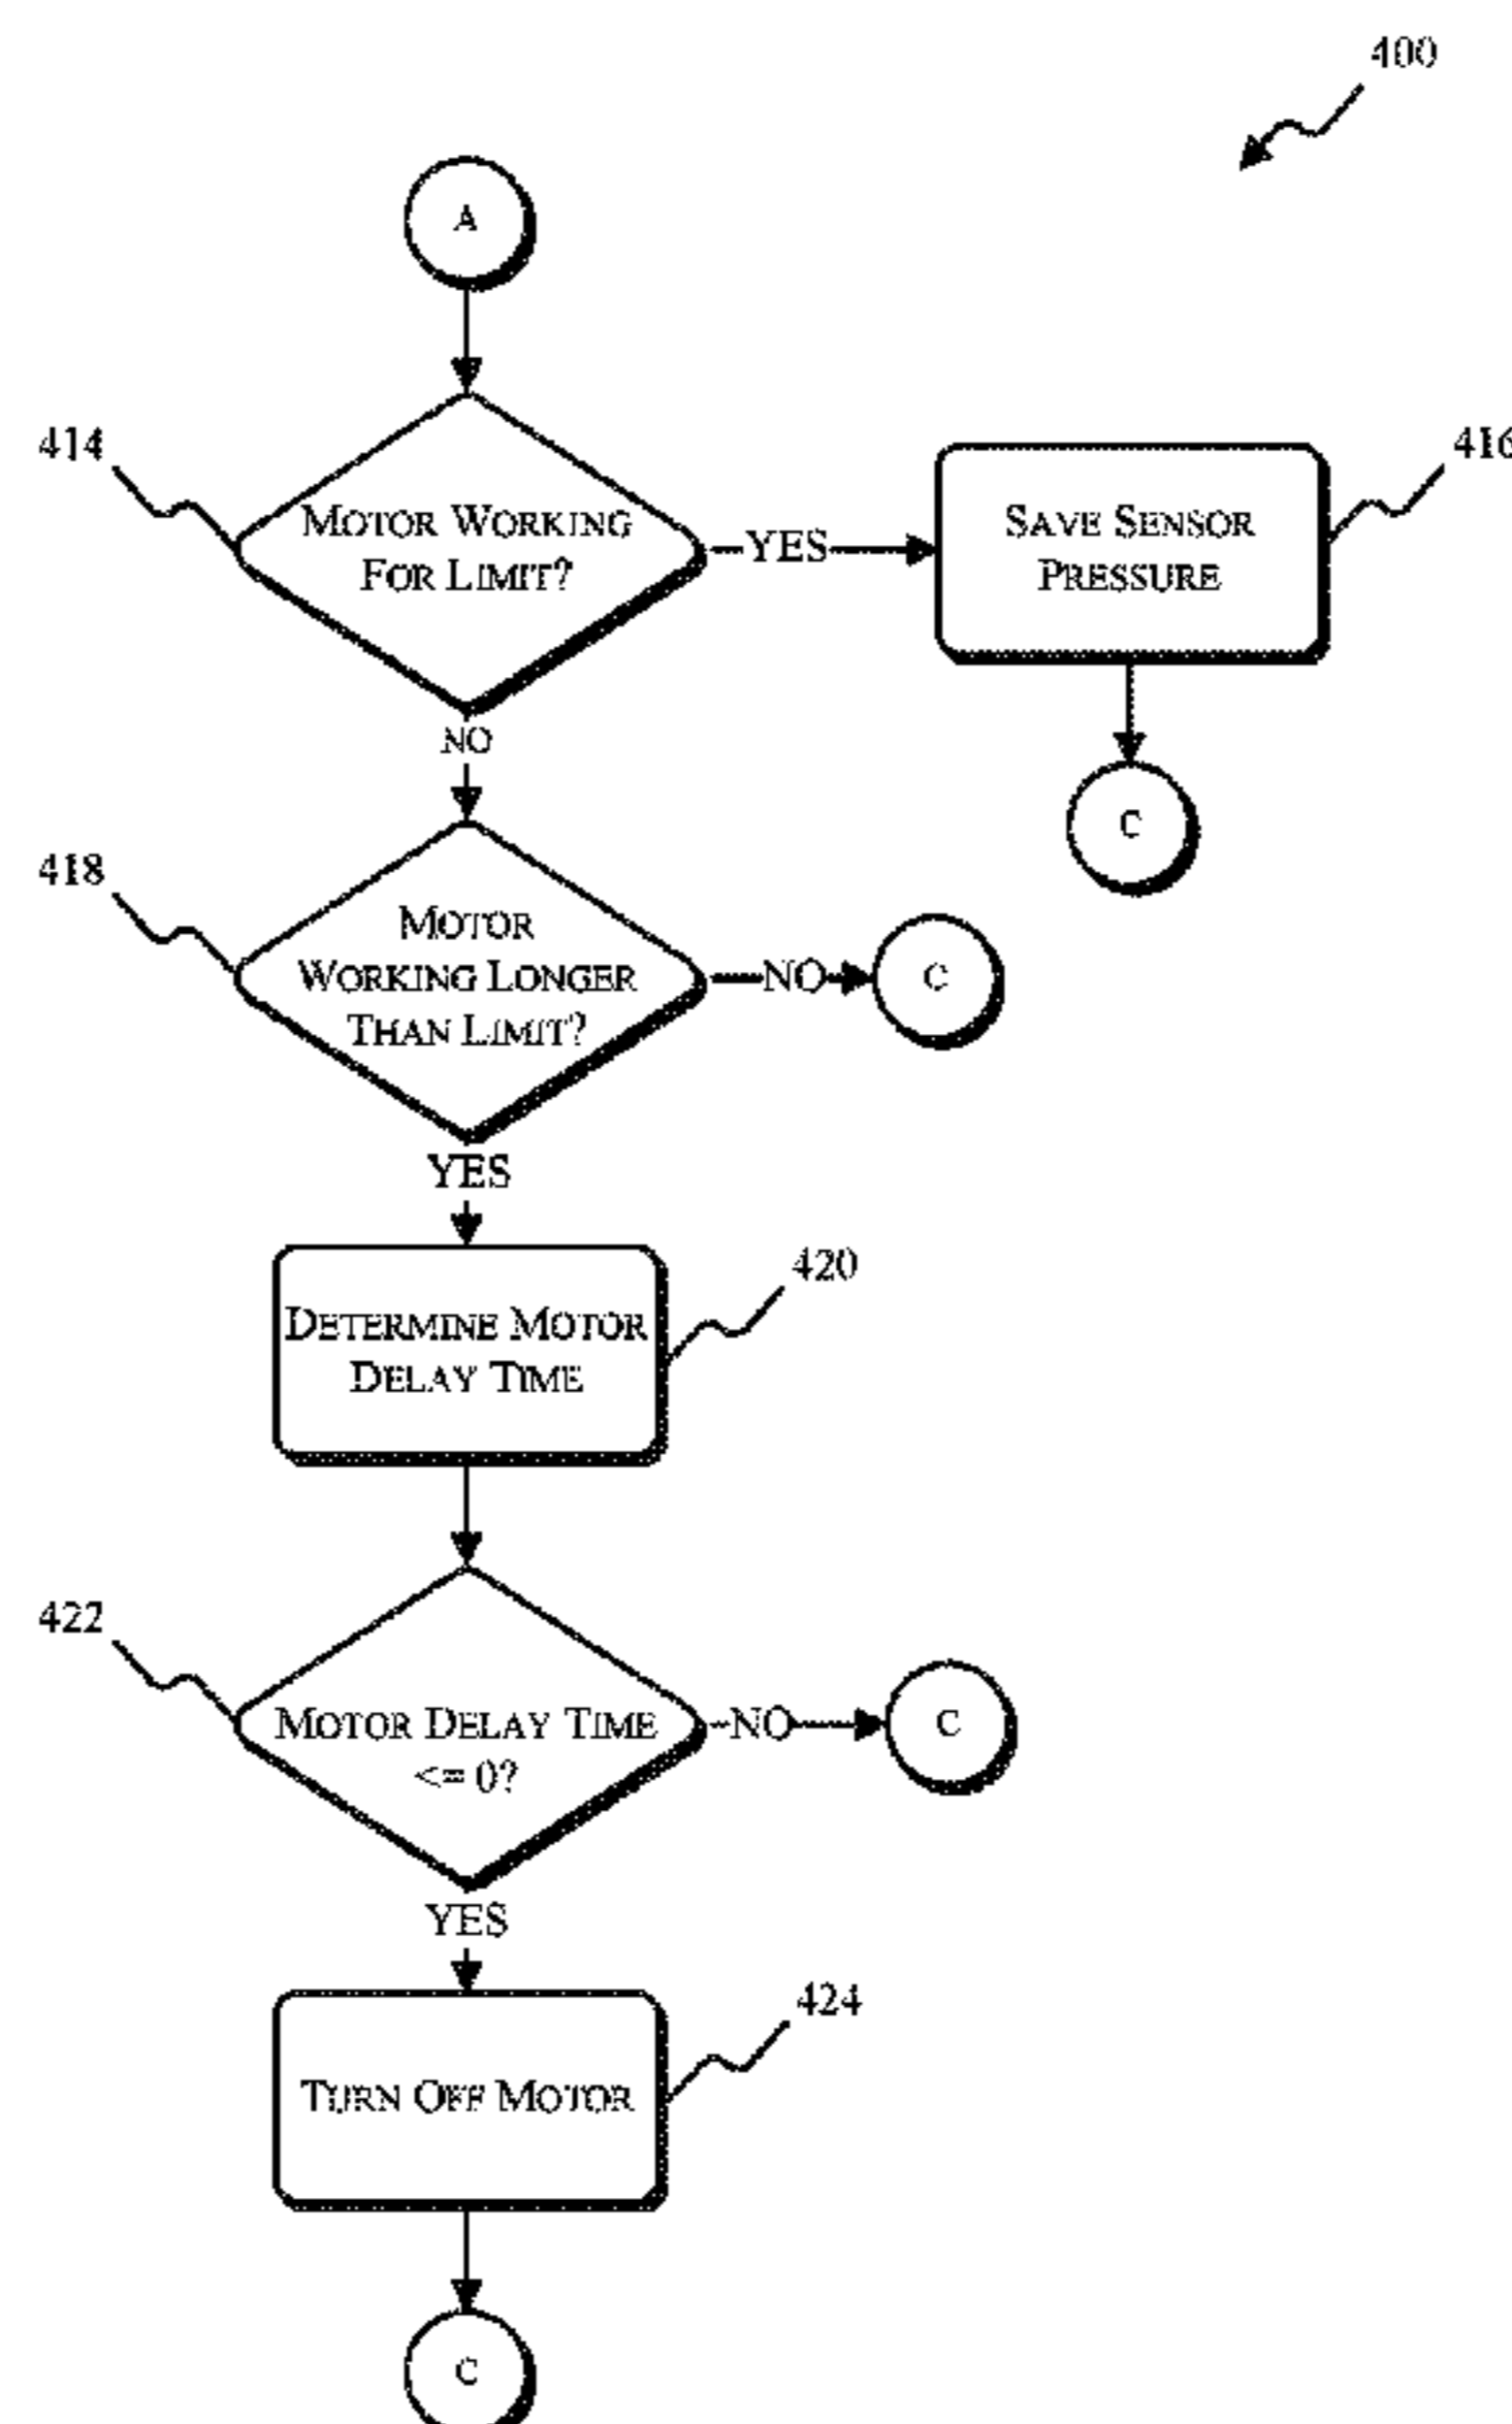 400
A
414
MOTOR WORKING
FOR LIMIT?
YES
SAVE SENSOR
PRESSURE
416
NO
C
418
MOTOR
WORKING LONGER
THAN LIMIT?
NO
C
YES
420
DETERMINE MOTOR
DELAY TIME
422
MOTOR DELAY TIME
<= 0?
NO
C
YES
424
TURN OFF MOTOR
C